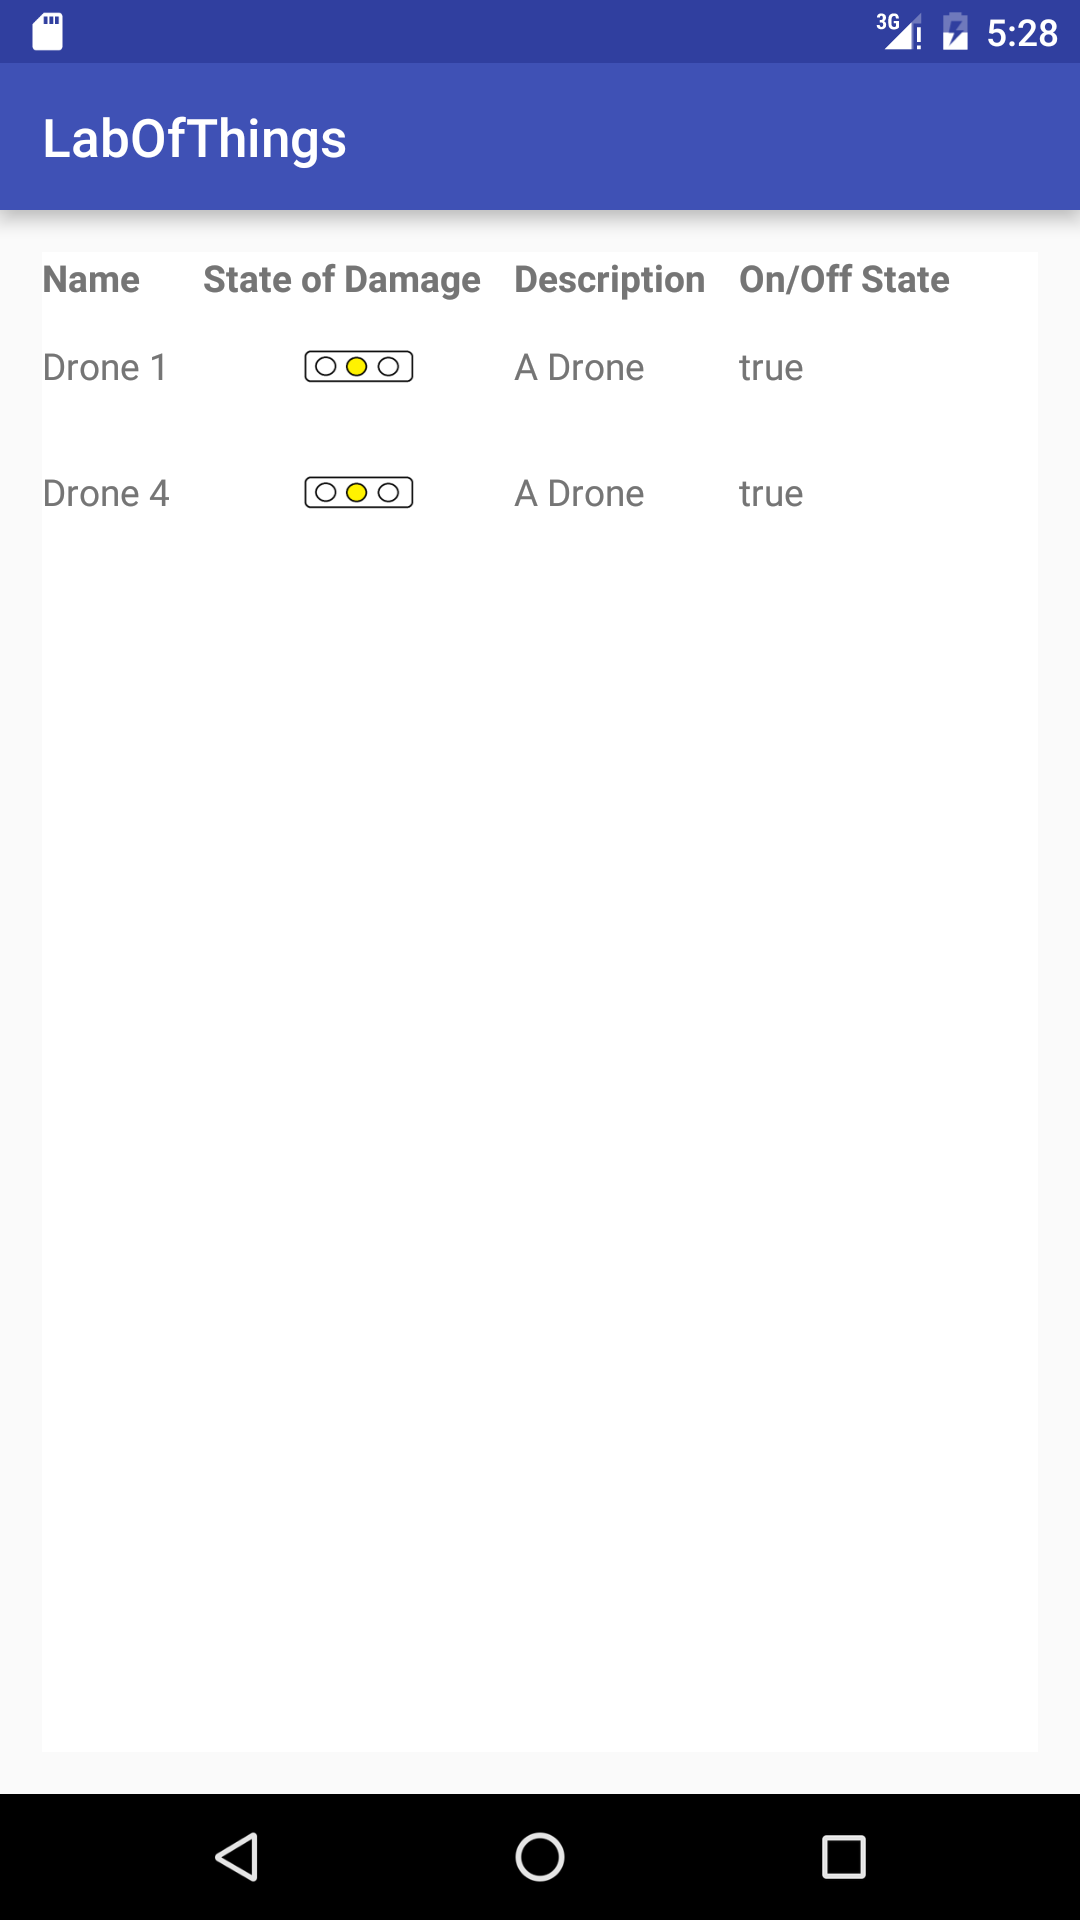 3G 5:28
LabOfThings
Name State of Damage Description On/Off State
Drone 1 A Drone true
Drone 4 A Drone true